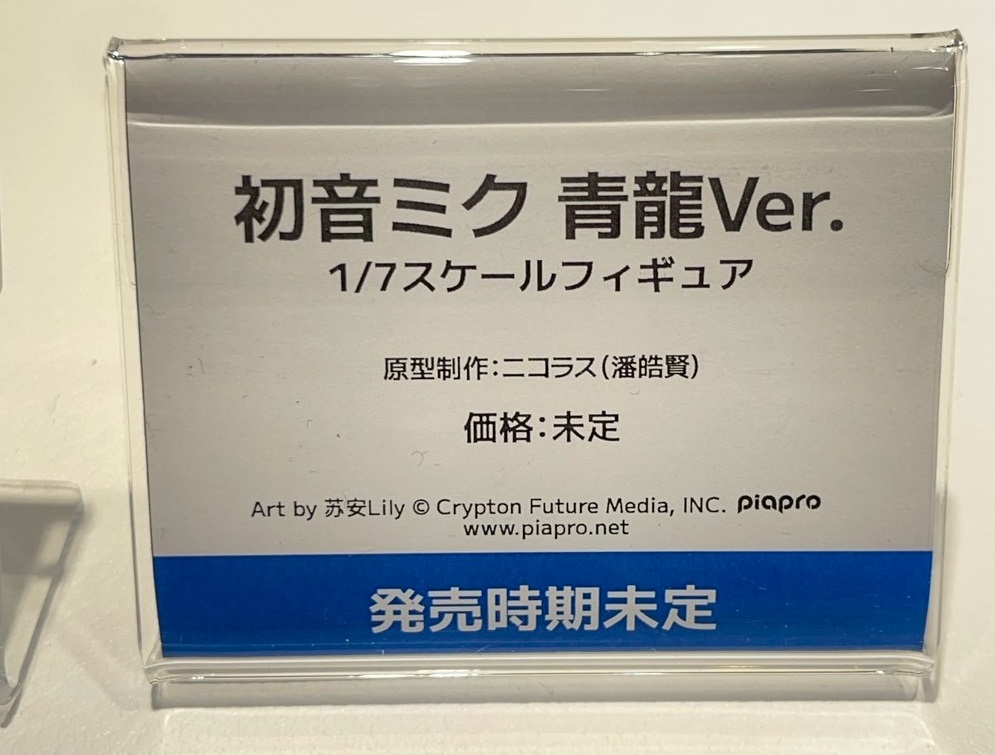 初音ミク 青龍Ver.
1/7スケールフィギュア
原型制作:ニコラス(潘皓賢)
価格:未定
Art by 苏安Lily © Crypton Future Media, INC. piapro
www.piapro.net
発売時期未定